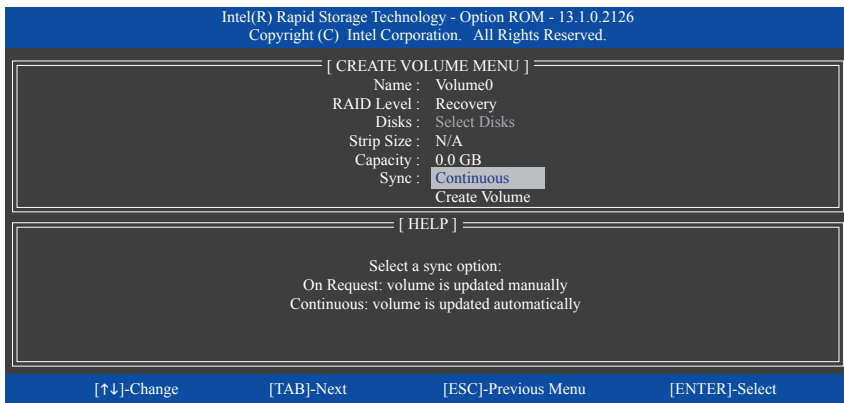 Intel(R) Rapid Storage Technology - Option ROM - 13.1.0.2126
Copyright (C) Intel Corporation. All Rights Reserved.
[ CREATE VOLUME MENU ]
Name : Volume0
RAID Level : Recovery
Disks : Select Disks
Strip Size : N/A
Capacity : 0.0 GB
Sync : Continuous
Create Volume
[ HELP ]
Select a sync option:
On Request: volume is updated manually
Continuous: volume is updated automatically
[↑↓]-Change [TAB]-Next [ESC]-Previous Menu [ENTER]-Select